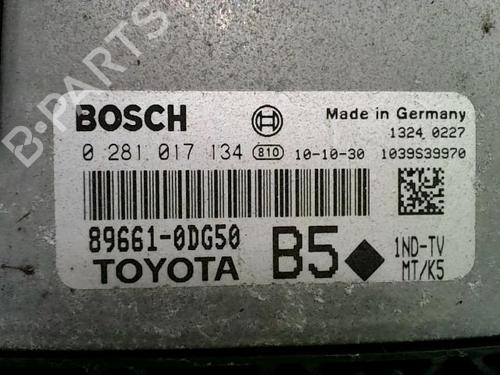 B-PARTS
BOSCH
Made in Germany
1324 0227
0 281 017 134 810 10-10-30 1039S39970
89661-0DG50
TOYOTA
B5
1ND-TV
MT/K5